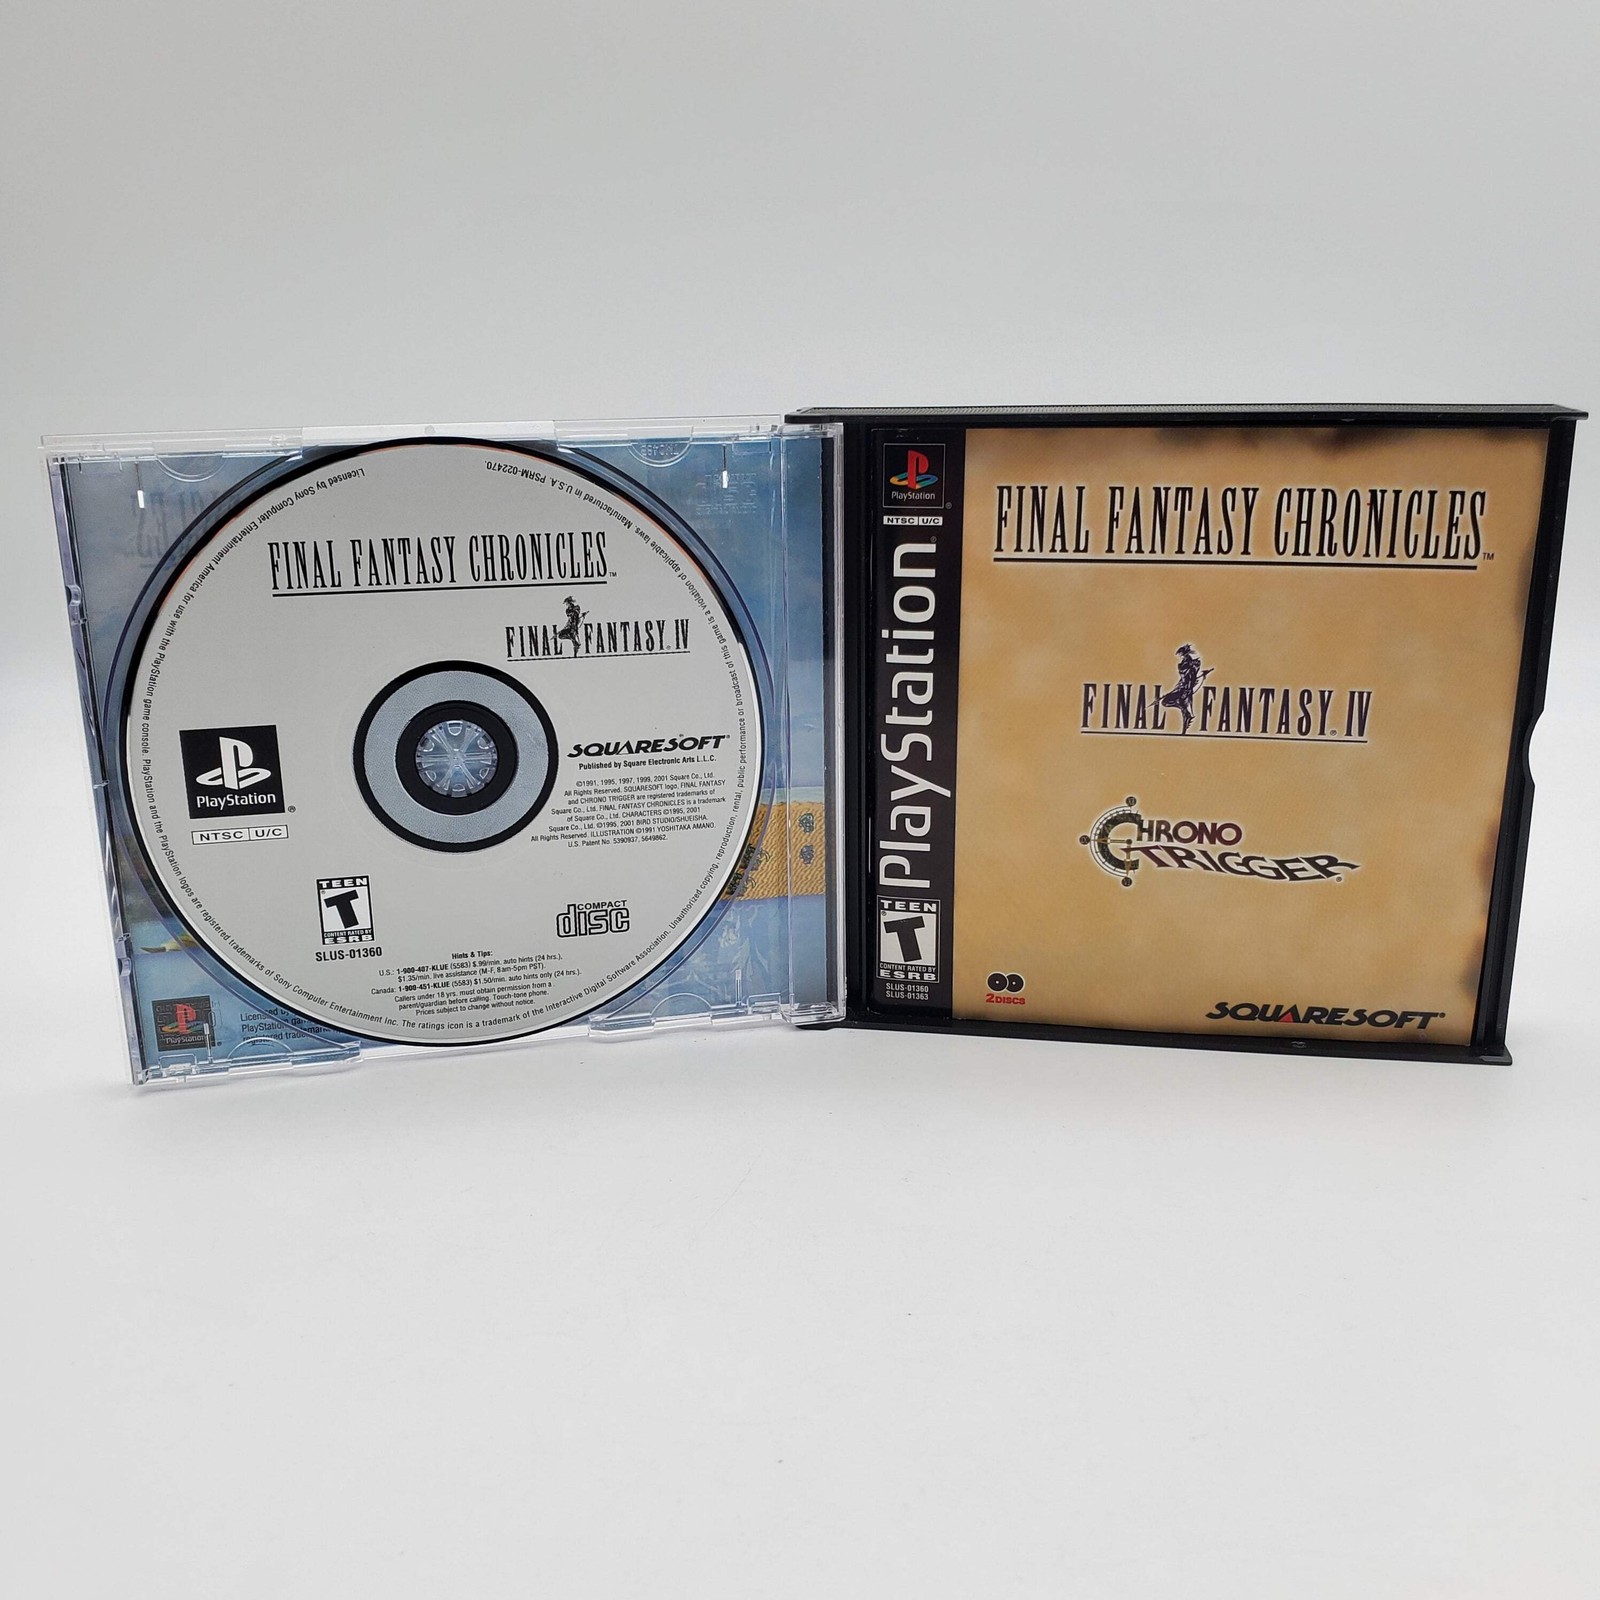 FINAL FANTASY CHRONICLES™
FINAL FANTASY® IV
PlayStation®
NTSC U/C
SQUARESOFT®
Published by Square Electronic Arts L.L.C.
©1991, 1995, 1997, 1999, 2001 Square Co., Ltd.
All Rights Reserved. SQUARESOFT logo, FINAL FANTASY
and CHRONO TRIGGER are registered trademarks of
Square Co., Ltd. FINAL FANTASY CHRONICLES is a trademark
of Square Co., Ltd. CHARACTERS ©1995, 2001
Square Co., Ltd. ©1995, 2001 BIRD STUDIO/SHUEISHA.
All Rights Reserved. ILLUSTRATION ©1991 YOSHITAKA AMANO.
U.S. Patent No. 5390937, 5649862.
TEEN
T
CONTENT RATED BY
ESRB
SLUS-01360
COMPACT
disc
Hints & Tips:
U.S.: 1-900-407-KLUE (5583) $.99/min. auto hints (24 hrs.),
$1.35/min. live assistance (M-F, 8am-5pm PST).
Canada: 1-900-451-KLUE (5583) $1.50/min. auto hints only (24 hrs.).
Callers under 18 yrs. must obtain permission from a
parent/guardian before calling. Touch-tone phone.
Prices subject to change without notice.
Licensed by Sony Computer Entertainment America for use with the PlayStation game console. PlayStation and the PlayStation logos are registered trademarks of Sony Computer Entertainment Inc. The ratings icon is a trademark of the Interactive Digital Software Association. Unauthorized copying, reproduction, rental, public performance or broadcast of this game is a violation of applicable laws. Manufactured in U.S.A. PSRM-022470.
PlayStation
Licensed
PlayStation
PlayStation®
NTSC U/C
PlayStation®
TEEN
T
CONTENT RATED BY
ESRB
SLUS-01360
SLUS-01363
FINAL FANTASY CHRONICLES™
FINAL FANTASY® IV
CHRONO
TRIGGER®
2 DISCS
SQUARESOFT®